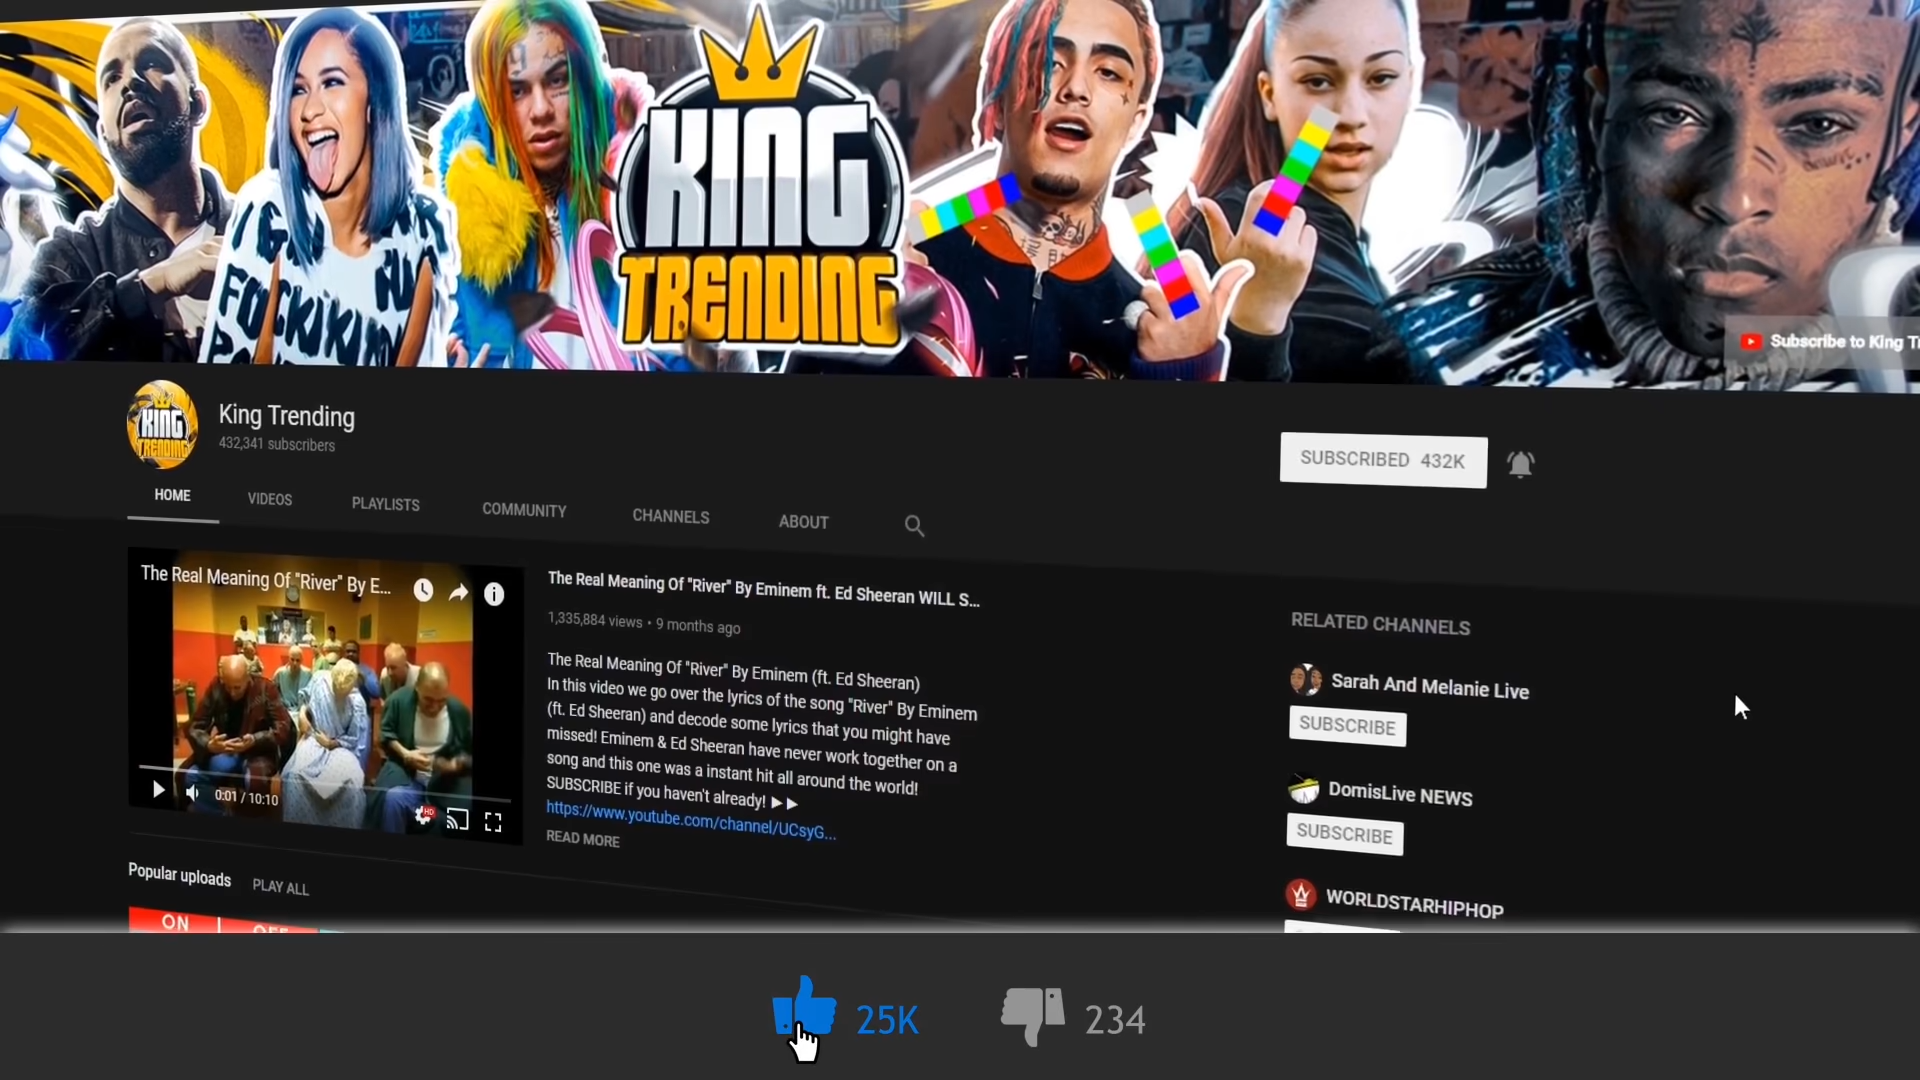 KING
TRENDING
Subscribe to King Tr
KING
TRENDING
King Trending
432,341 subscribers
SUBSCRIBED 432K
HOME
VIDEOS
PLAYLISTS
COMMUNITY
CHANNELS
ABOUT
The Real Meaning Of "River" By E...
0:01 / 10:10
HD
The Real Meaning Of "River" By Eminem ft. Ed Sheeran WILL S...
1,335,884 views • 9 months ago
The Real Meaning Of "River" By Eminem (ft. Ed Sheeran)
In this video we go over the lyrics of the song "River" By Eminem
(ft. Ed Sheeran) and decode some lyrics that you might have
missed! Eminem & Ed Sheeran have never work together on a
song and this one was a instant hit all around the world!
SUBSCRIBE if you haven't already! ►►
https://www.youtube.com/channel/UCsyG...
READ MORE
RELATED CHANNELS
Sarah And Melanie Live
SUBSCRIBE
DomisLive NEWS
SUBSCRIBE
WORLDSTARHIPHOP
Popular uploads
PLAY ALL
ON
OFF
25K
234